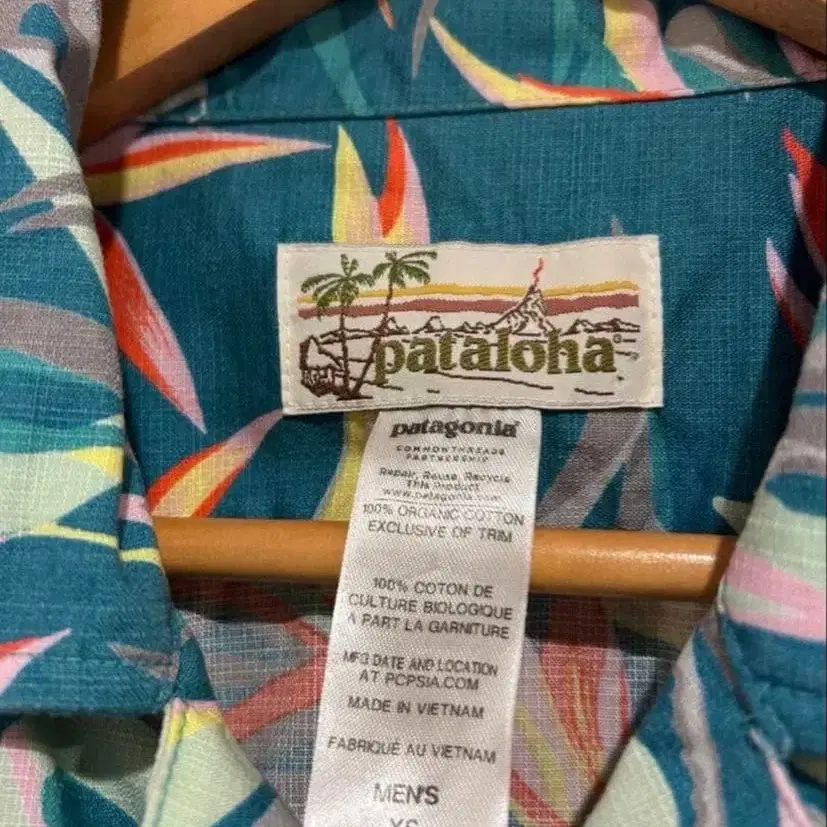 pataloha®
patagonia®
COMMON THREADS
PARTNERSHIP
Repair, Reuse, Recycle
This Product
www.patagonia.com
100% ORGANIC COTTON
EXCLUSIVE OF TRIM
100% COTON DE
CULTURE BIOLOGIQUE
À PART LA GARNITURE
MFG DATE AND LOCATION
AT PCPSIA.COM
MADE IN VIETNAM
FABRIQUÉ AU VIETNAM
MEN'S
XS